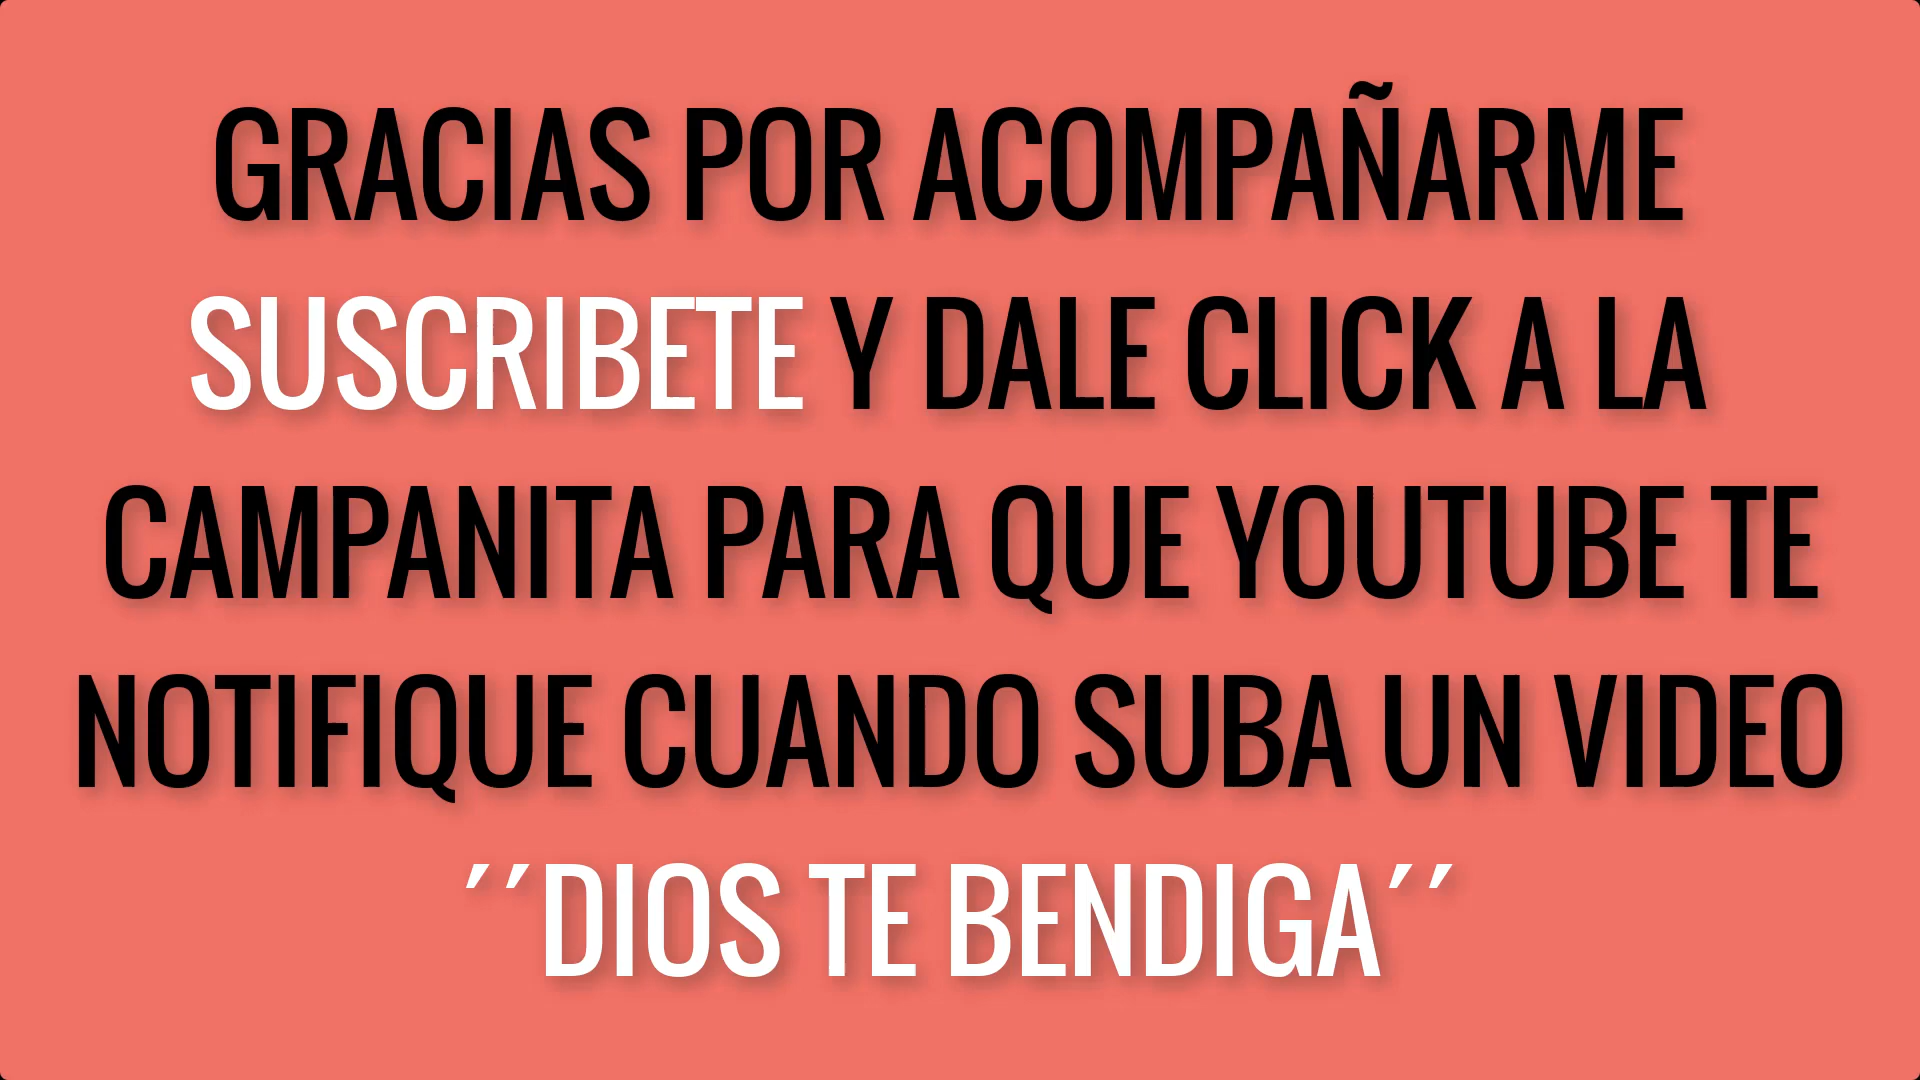 GRACIAS POR ACOMPAÑARME
SUSCRIBETE Y DALE CLICK A LA
CAMPANITA PARA QUE YOUTUBE TE
NOTIFIQUE CUANDO SUBA UN VIDEO
´´DIOS TE BENDIGA´´